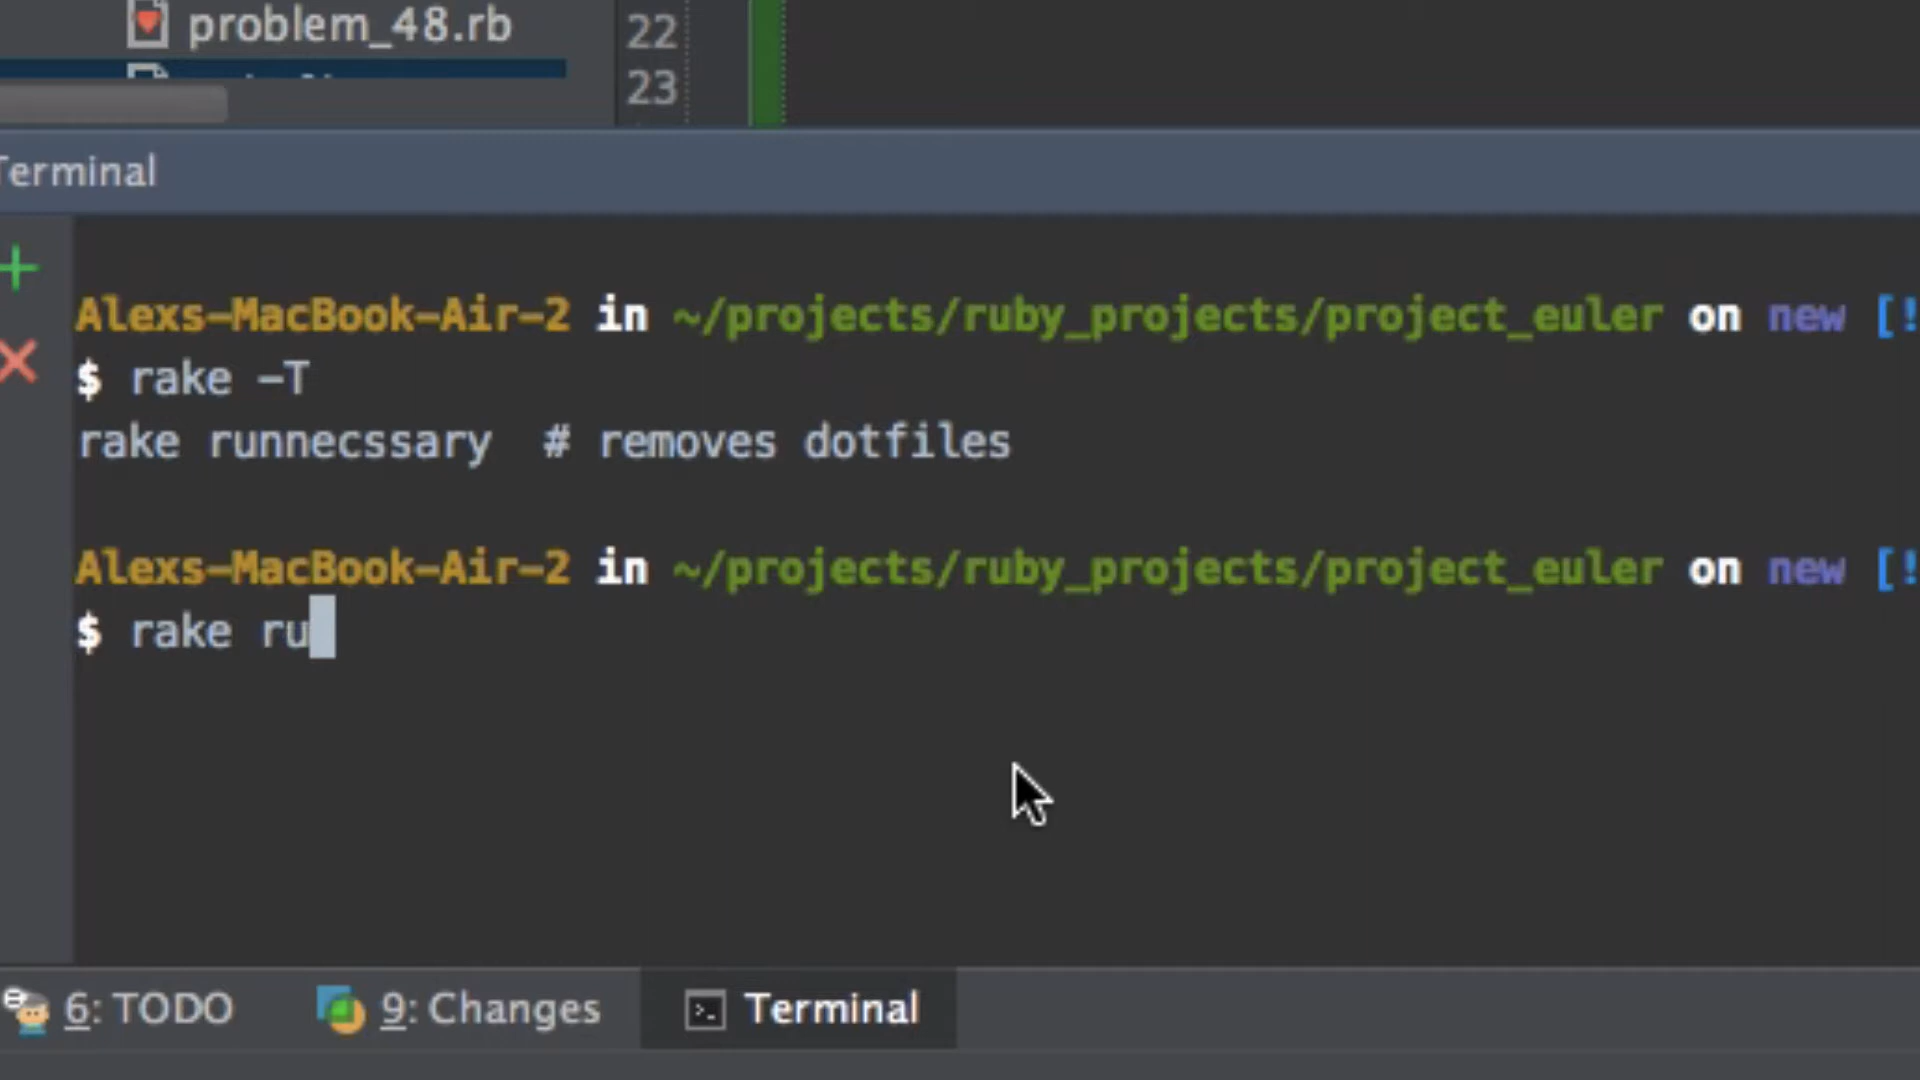 problem_48.rb
22
23
Terminal
Alexs-MacBook-Air-2 in ~/projects/ruby_projects/project_euler on new [!
$ rake -T
rake runnecssary  # removes dotfiles
Alexs-MacBook-Air-2 in ~/projects/ruby_projects/project_euler on new [!
$ rake ru
6: TODO
9: Changes
Terminal